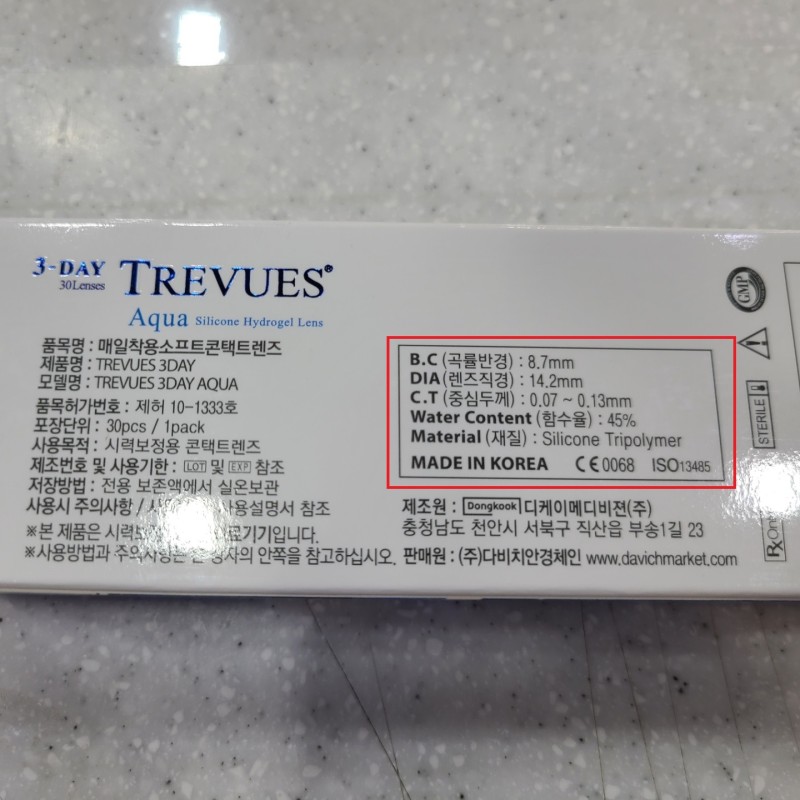 3-DAY TREVUES®
30Lenses
Aqua Silicone Hydrogel Lens
품목명 : 매일착용소프트콘택트렌즈
제품명 : TREVUES 3DAY
모델명 : TREVUES 3DAY AQUA
품목허가번호 : 제허 10-1333호
포장단위 : 30pcs / 1pack
사용목적 : 시력보정용 콘택트렌즈
제조번호 및 사용기한 : LOT 및 EXP 참조
저장방법 : 전용 보존액에서 실온보관
사용시 주의사항 / 사용 사용설명서 참조
※본 제품은 시력보 료기기입니다.
※사용방법과 주의사항은 자의 안쪽을 참고하십시오.
B.C (곡률반경) : 8.7mm
DIA (렌즈직경) : 14.2mm
C.T (중심두께) : 0.07 ~ 0.13mm
Water Content (함수율) : 45%
Material (재질) : Silicone Tripolymer
MADE IN KOREA CE0068 ISO13485
제조원 : Dongkook 디케이메디비젼(주)
충청남도 천안시 서북구 직산읍 부송1길 23
판매원 : (주)다비치안경체인 www.davichmarket.com
GMP
STERILE
Rx Only